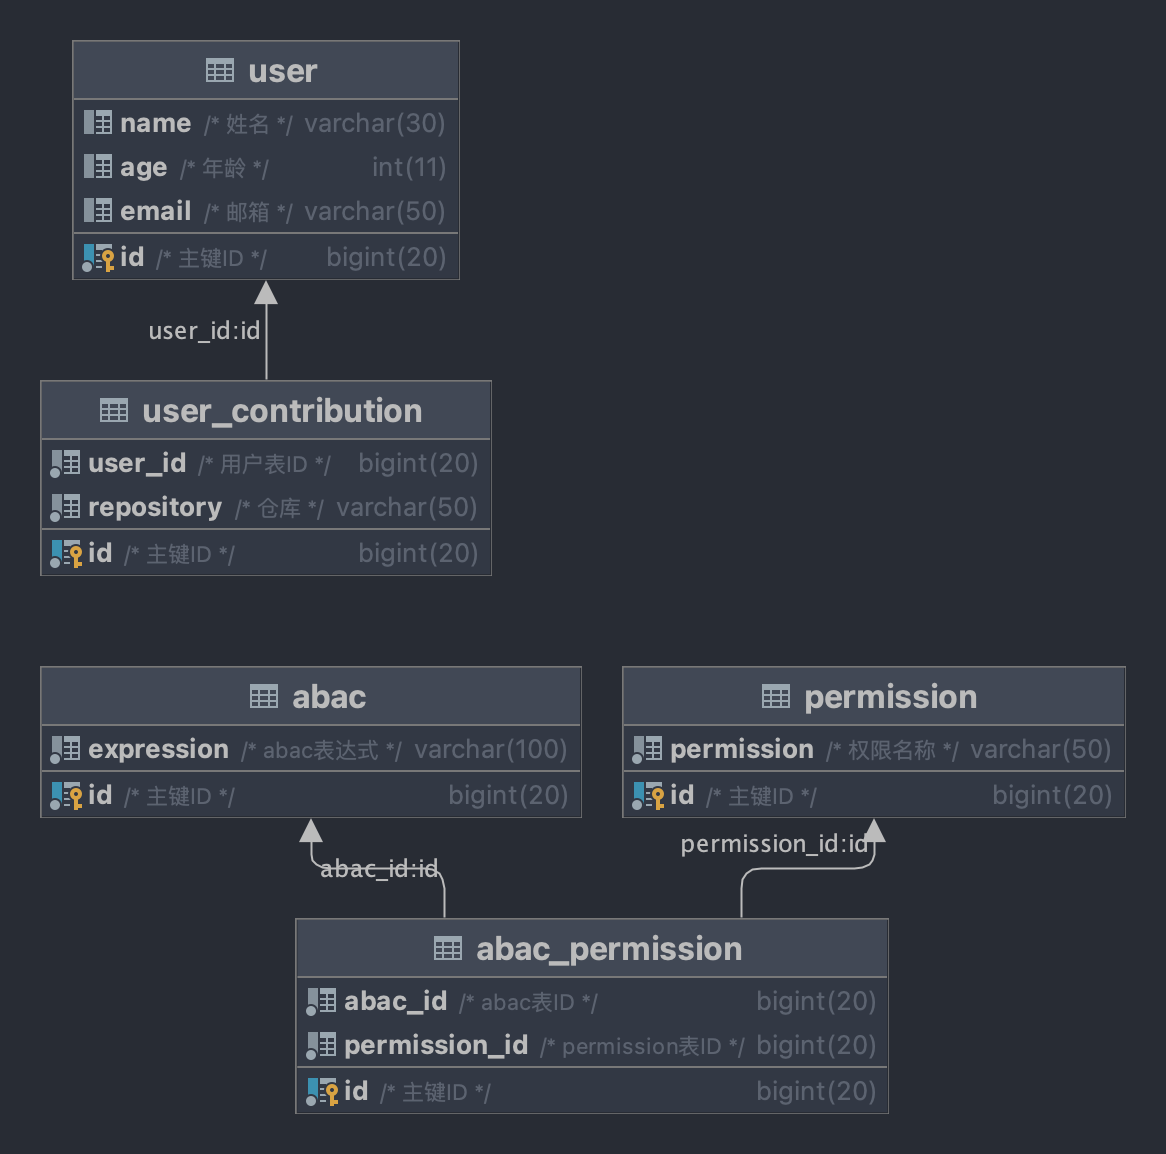 user
name /* 姓名 */ varchar(30)
age /* 年龄 */ int(11)
email /* 邮箱 */ varchar(50)
id /* 主键ID */ bigint(20)
user_id:id
user_contribution
user_id /* 用户表ID */ bigint(20)
repository /* 仓库 */ varchar(50)
id /* 主键ID */ bigint(20)
abac
expression /* abac表达式 */ varchar(100)
id /* 主键ID */ bigint(20)
permission
permission /* 权限名称 */ varchar(50)
id /* 主键ID */ bigint(20)
abac_id:id
permission_id:id
abac_permission
abac_id /* abac表ID */ bigint(20)
permission_id /* permission表ID */ bigint(20)
id /* 主键ID */ bigint(20)